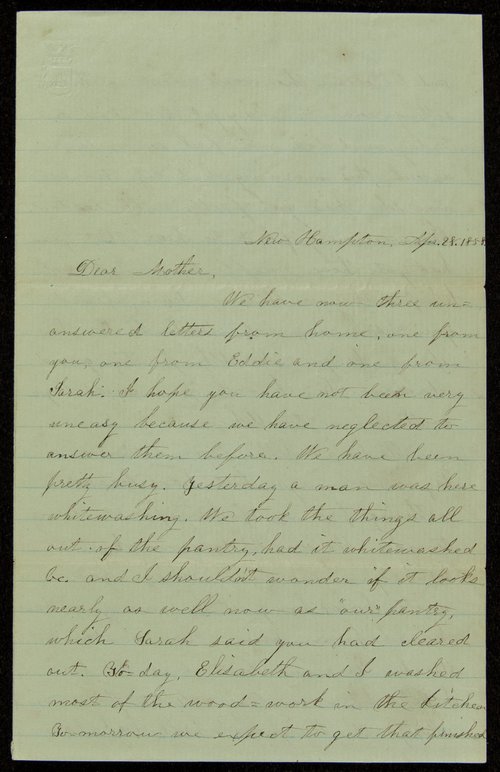 New Hampton, Apr. 28. 1858
Dear Mother,
We have now three un=
answered letters from home, one from
you, one from Eddie and one from
Sarah. I hope you have not been very
uneasy because we have neglected to
answer them before. We have been
pretty busy. Yesterday a man was here
whitewashing. We took the things all
out of the pantry, had it whitewashed
&c. and I shouldn't wonder if it looks
nearly as well now as "our" pantry,
which Sarah said you had cleared
out. To-day, Elisabeth and I washed
most of the wood=work in the kitchen
To-morrow we expect to get that finished